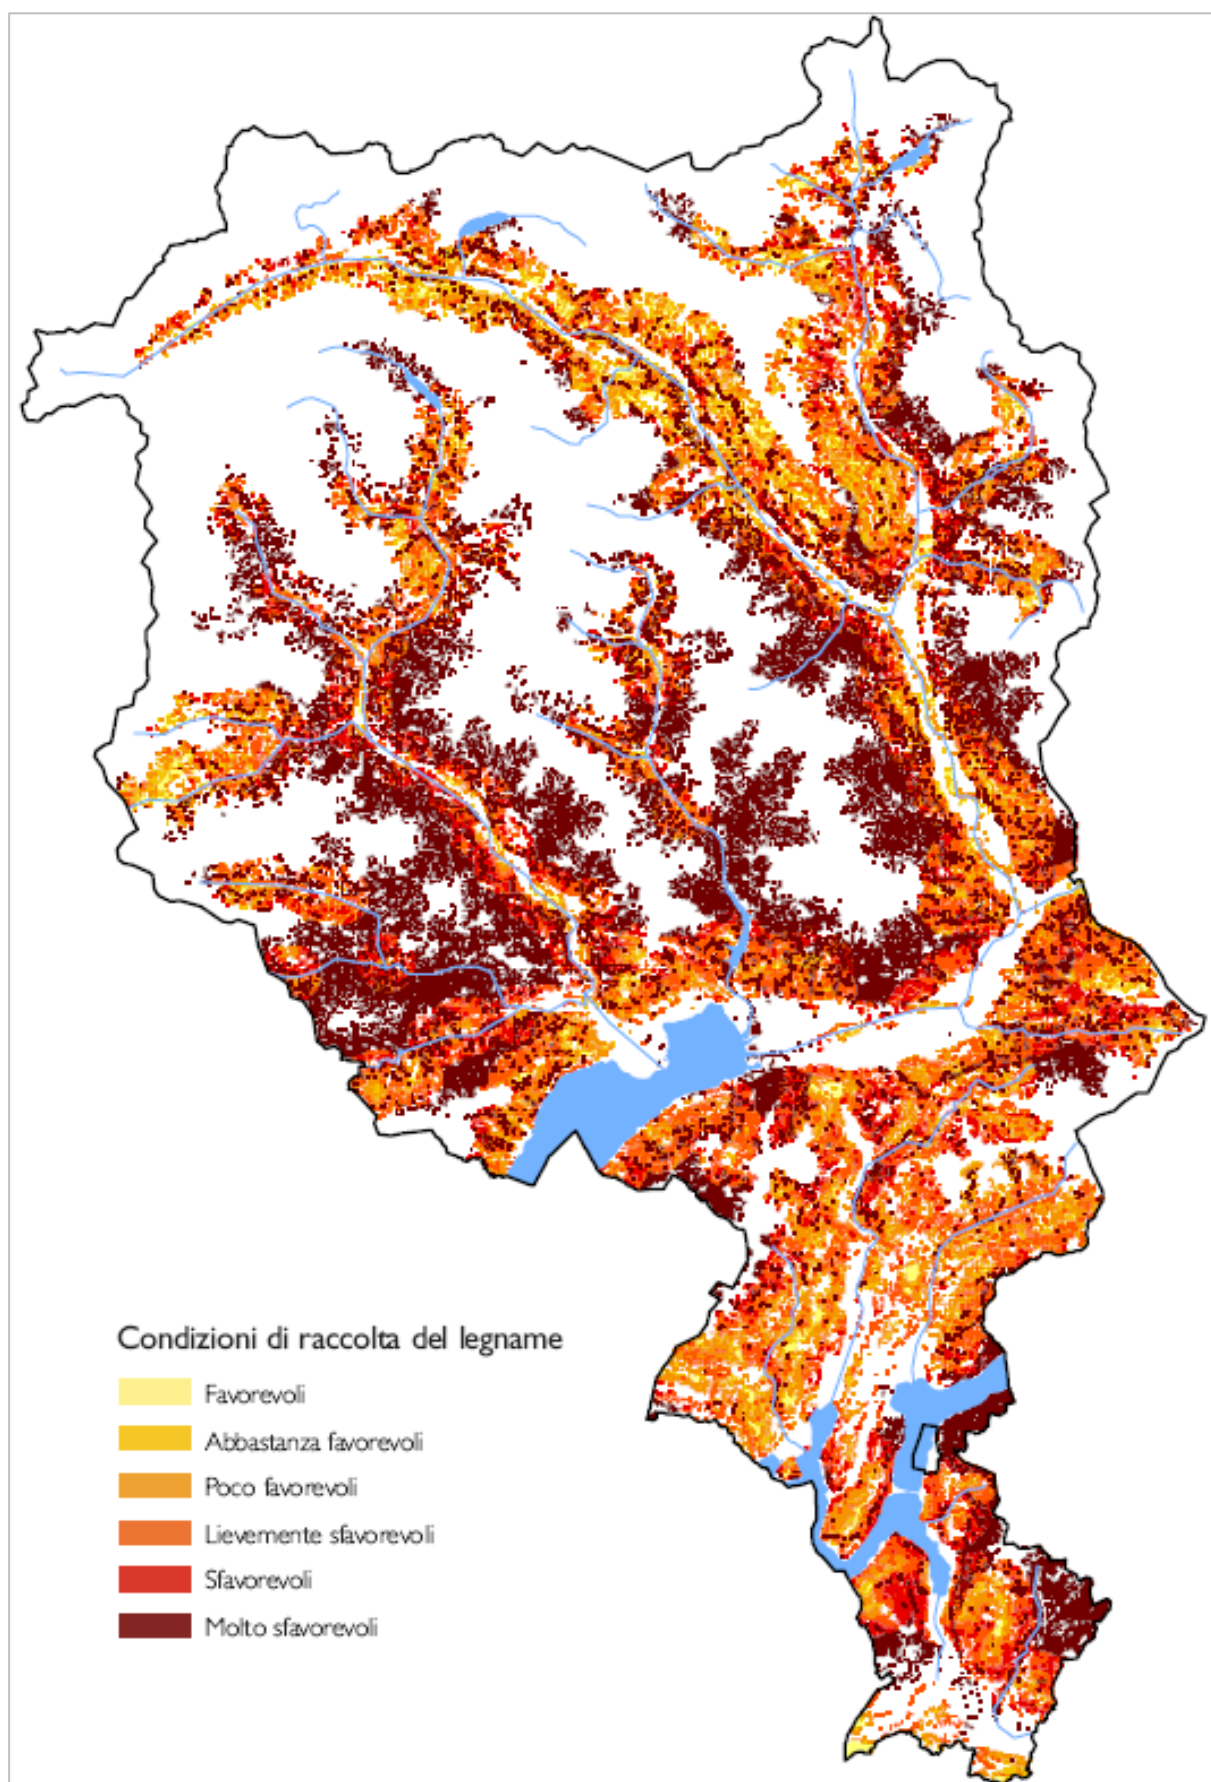 Condizioni di raccolta del legname
Favorevoli
Abbastanza favorevoli
Poco favorevoli
Lievemente sfavorevoli
Sfavorevoli
Molto sfavorevoli